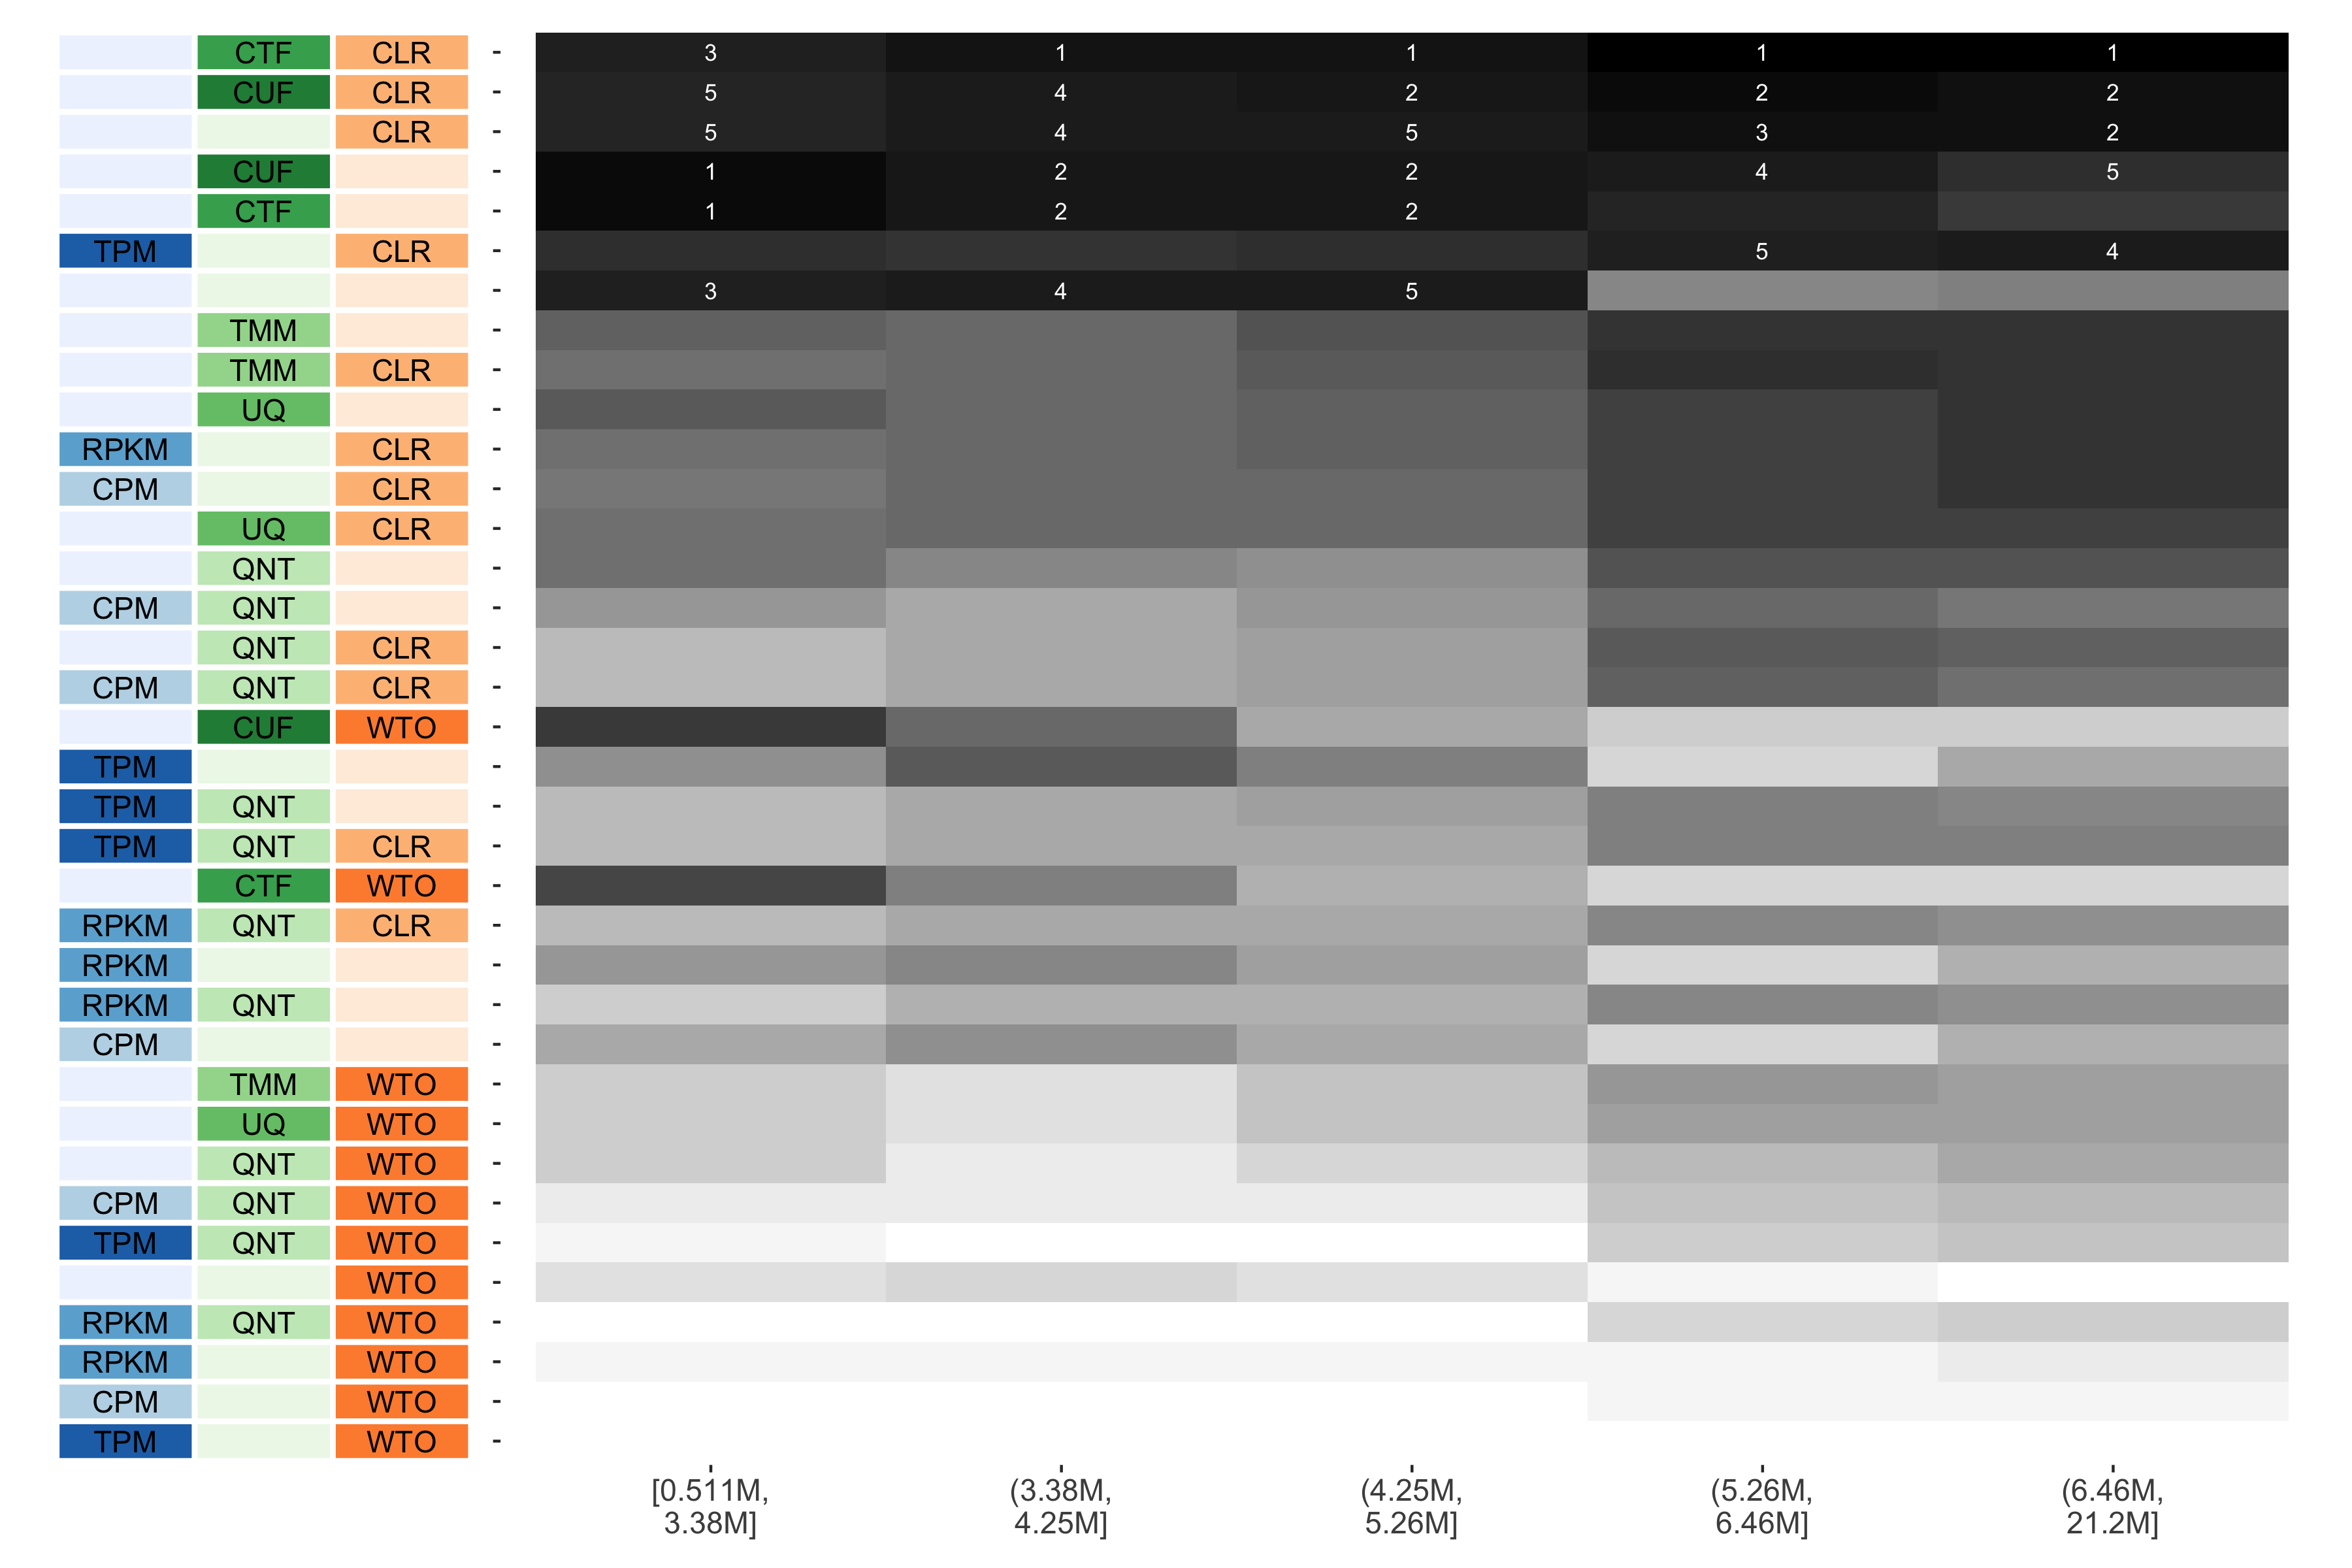 CTF CLR - 3 1 1 1 1
CUF CLR - 5 4 2 2 2
CLR - 5 4 5 3 2
CUF - 1 2 2 4 5
CTF - 1 2 2
TPM CLR - 5 4
- 3 4 5
TMM -
TMM CLR -
UQ -
RPKM CLR -
CPM CLR -
UQ CLR -
QNT -
CPM QNT -
QNT CLR -
CPM QNT CLR -
CUF WTO -
TPM -
TPM QNT -
TPM QNT CLR -
CTF WTO -
RPKM QNT CLR -
RPKM -
RPKM QNT -
CPM -
TMM WTO -
UQ WTO -
QNT WTO -
CPM QNT WTO -
TPM QNT WTO -
WTO -
RPKM QNT WTO -
RPKM WTO -
CPM WTO -
TPM WTO -
[0.511M, (3.38M, (4.25M, (5.26M, (6.46M,
3.38M] 4.25M] 5.26M] 6.46M] 21.2M]